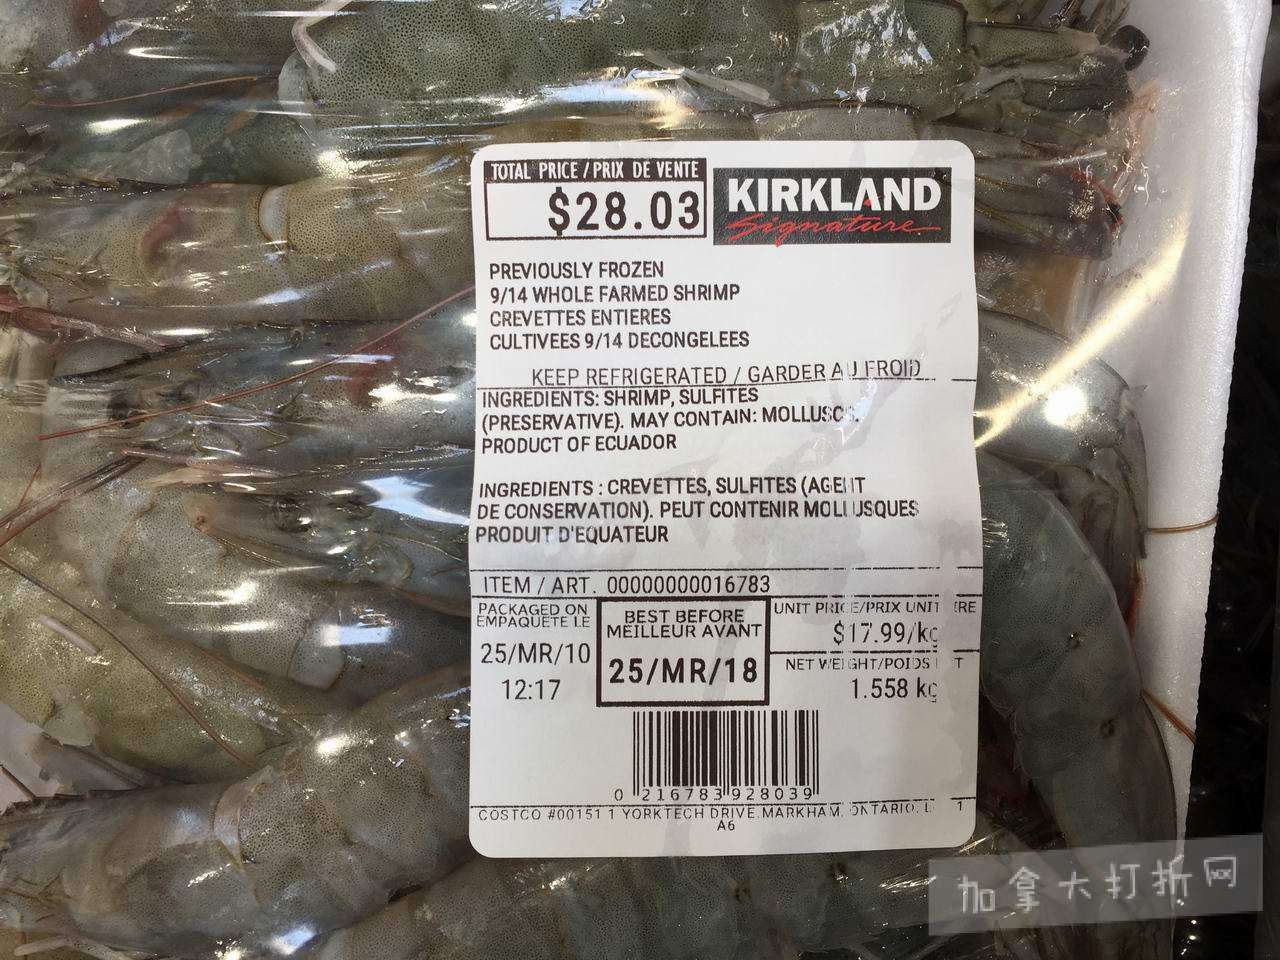 TOTAL PRICE / PRIX DE VENTE
$28.03
KIRKLAND
Signature
PREVIOUSLY FROZEN
9/14 WHOLE FARMED SHRIMP
CREVETTES ENTIERES
CULTIVEES 9/14 DECONGELEES
KEEP REFRIGERATED / GARDER AU FROID
INGREDIENTS: SHRIMP, SULFITES
(PRESERVATIVE). MAY CONTAIN: MOLLUSCS.
PRODUCT OF ECUADOR
INGREDIENTS : CREVETTES, SULFITES (AGENT
DE CONSERVATION). PEUT CONTENIR MOLLUSQUES
PRODUIT D'EQUATEUR
ITEM / ART. 00000000016783
PACKAGED ON
EMPAQUETE LE
25/MR/10
12:17
BEST BEFORE
MEILLEUR AVANT
25/MR/18
UNIT PRICE/PRIX UNITAIRE
$17.99/kg
NET WEIGHT/POIDS NET
1.558 kg
0 216783 928039
COSTCO #00151 1 YORKTECH DRIVE.MARKHAM. ONTARIO.
A6
加拿大打折网